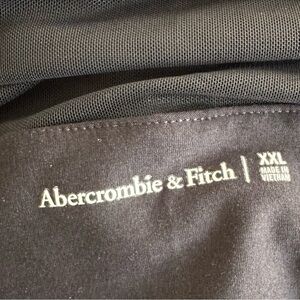 Abercrombie & Fitch | XXL
MADE IN
VIETNAM